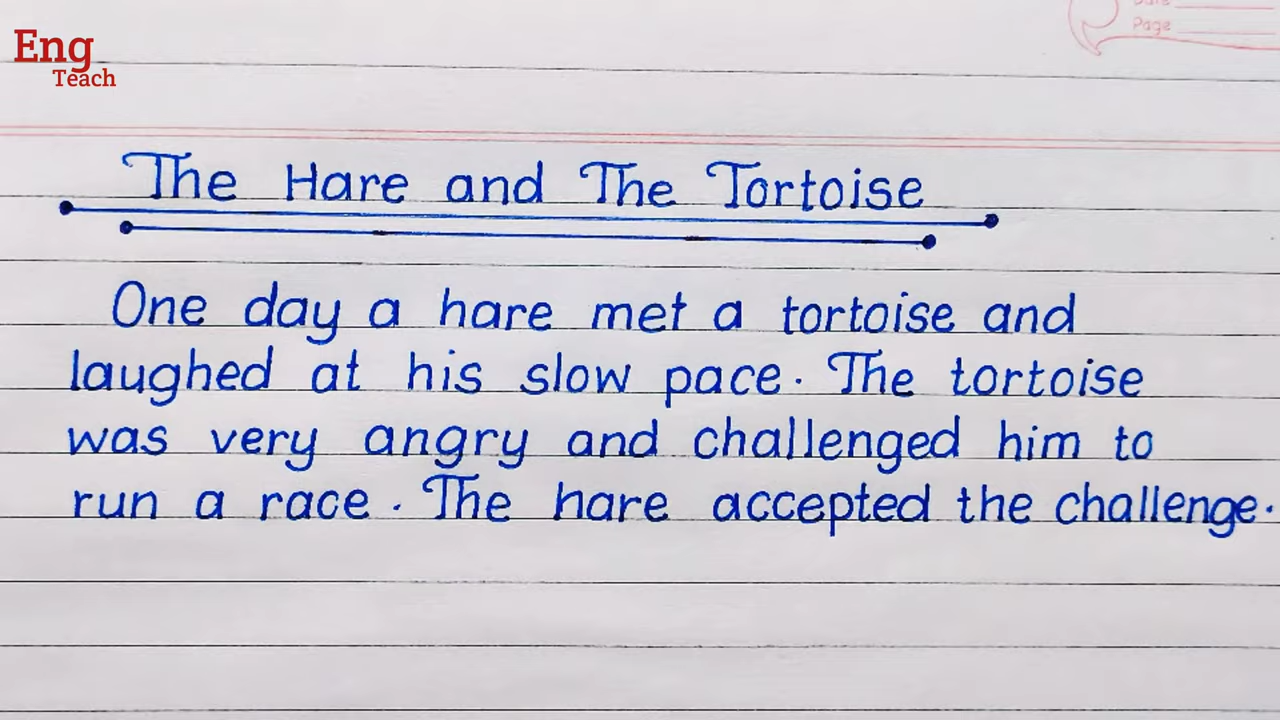 Eng
Teach
Page
The Hare and The Tortoise
One day a hare met a tortoise and
laughed at his slow pace. The tortoise
was very angry and challenged him to
run a race. The hare accepted the challenge.